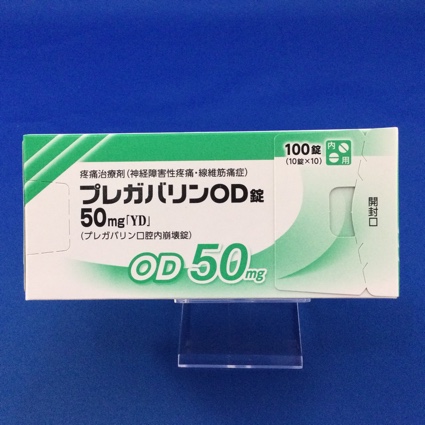 疼痛治療剤(神経障害性疼痛・線維筋痛症)
プレガバリンOD錠
50mg「YD」
(プレガバリン口腔内崩壊錠)
OD 50mg
100錠
(10錠×10)
内用
開封口